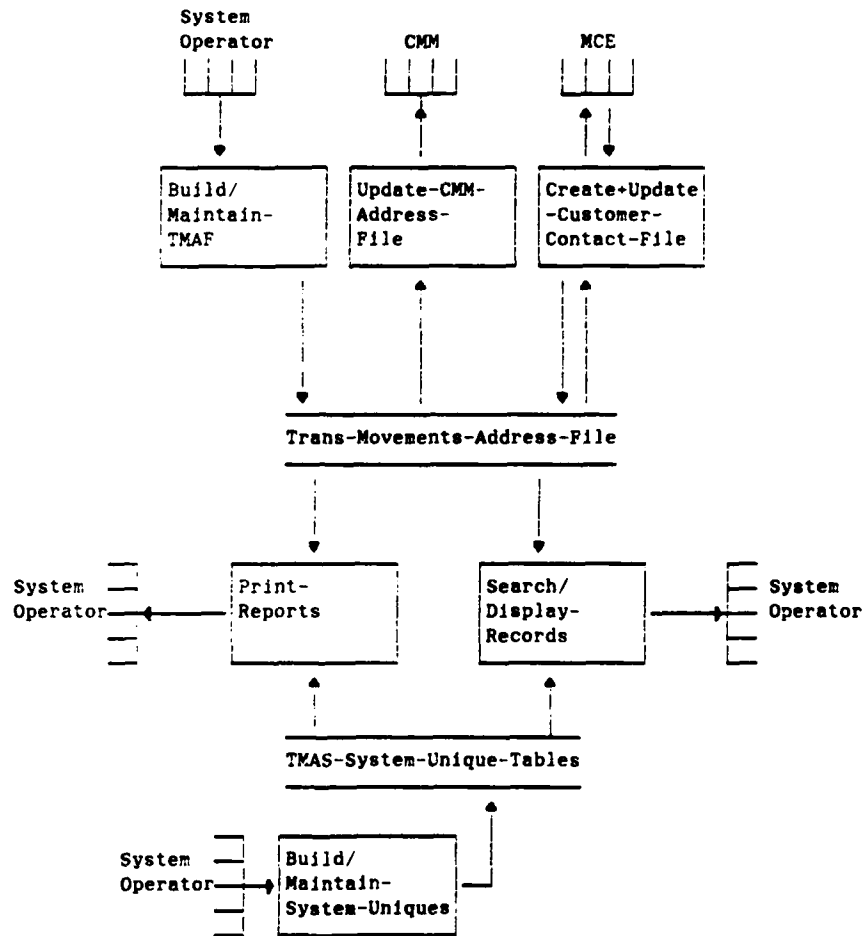 System
Operator
CMM
MCE
Build/
Maintain-
TMAF
Update-CMM-
Address-
File
Create+Update
-Customer-
Contact-File
Trans-Movements-Address-File
System
Operator
Print-
Reports
Search/
Display-
Records
System
Operator
TMAS-System-Unique-Tables
System
Operator
Build/
Maintain-
System-Uniques